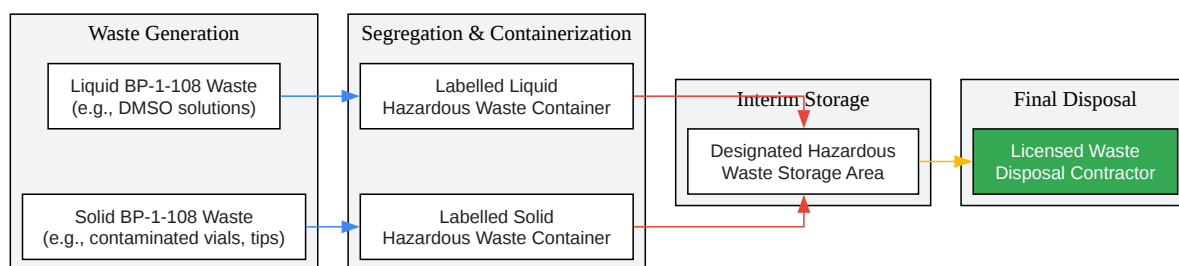 Waste Generation
Liquid BP-1-108 Waste
(e.g., DMSO solutions)
Solid BP-1-108 Waste
(e.g., contaminated vials, tips)
Segregation & Containerization
Labelled Liquid
Hazardous Waste Container
Labelled Solid
Hazardous Waste Container
Interim Storage
Designated Hazardous
Waste Storage Area
Final Disposal
Licensed Waste
Disposal Contractor